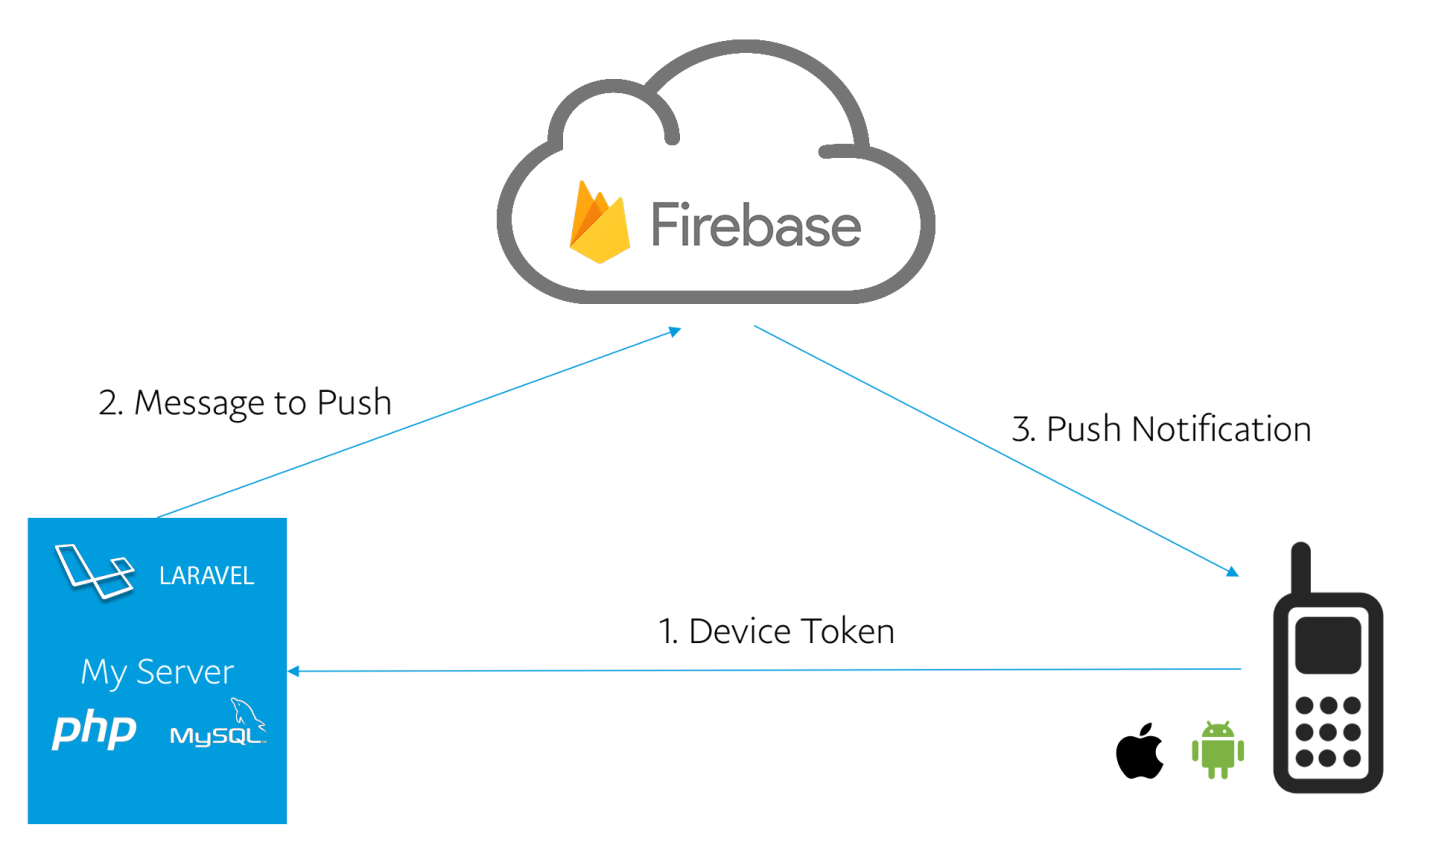 Firebase
2. Message to Push
3. Push Notification
LARAVEL
1. Device Token
My Server
php
MySQL